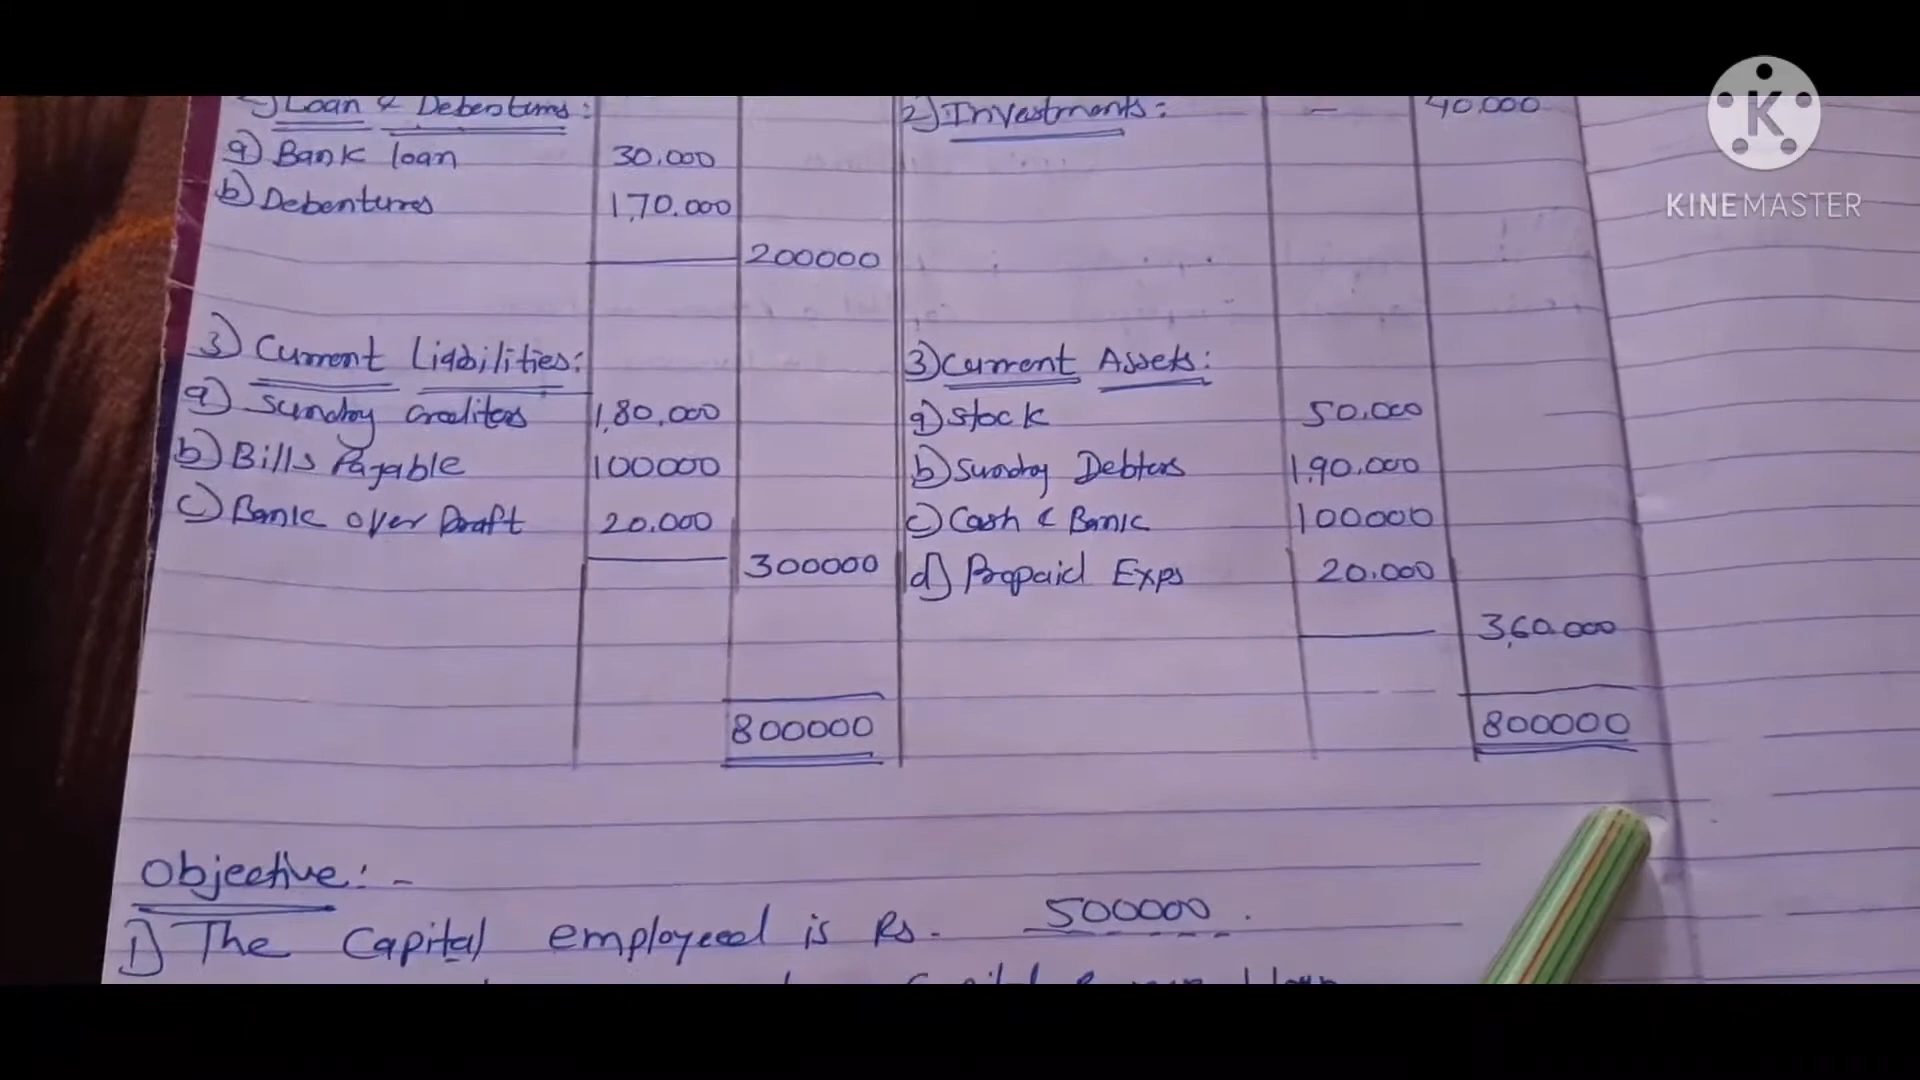 2) Loan & Debentures:
a) Bank loan 30.000
b) Debentures 1,70.000
200000
3) Current Liabilities:
a) Sundry Creditors 1,80,000
b) Bills Payable 100000
c) Bank over Draft 20.000
300000
800000
2) Investments: - 40.000
3) Current Assets:
a) Stock 50.000
b) Sundry Debtors 1,90.000
c) Cash & Bank 100000
d) Prepaid Exps 20.000
3,60.000
800000
Objective: -
1) The Capital employeed is Rs. 500000.
K
KINEMASTER